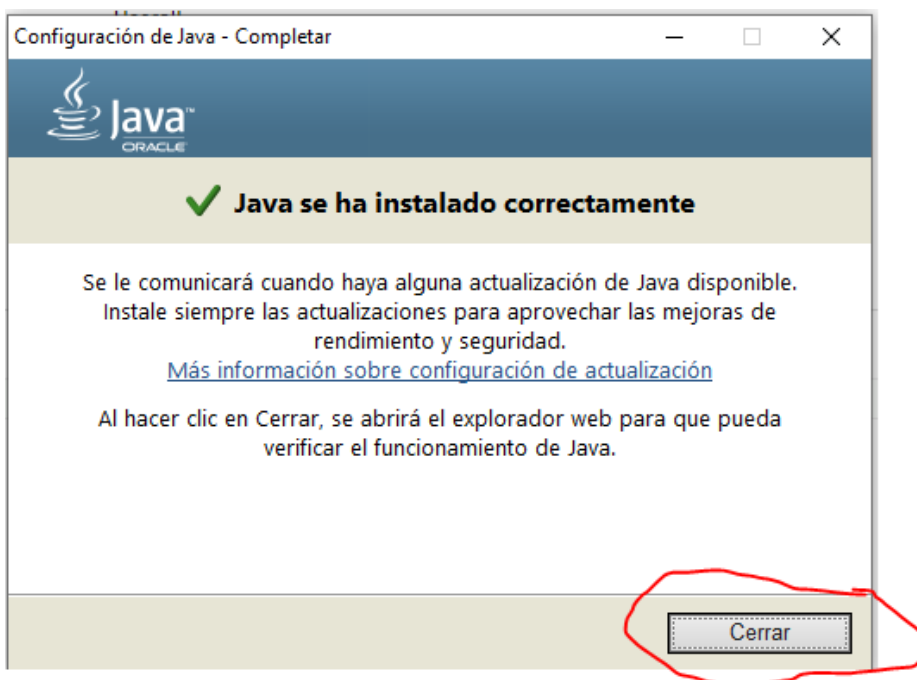 Configuración de Java - Completar
Java™
ORACLE
Java se ha instalado correctamente
Se le comunicará cuando haya alguna actualización de Java disponible.
Instale siempre las actualizaciones para aprovechar las mejoras de
rendimiento y seguridad.
Más información sobre configuración de actualización
Al hacer clic en Cerrar, se abrirá el explorador web para que pueda
verificar el funcionamiento de Java.
Cerrar